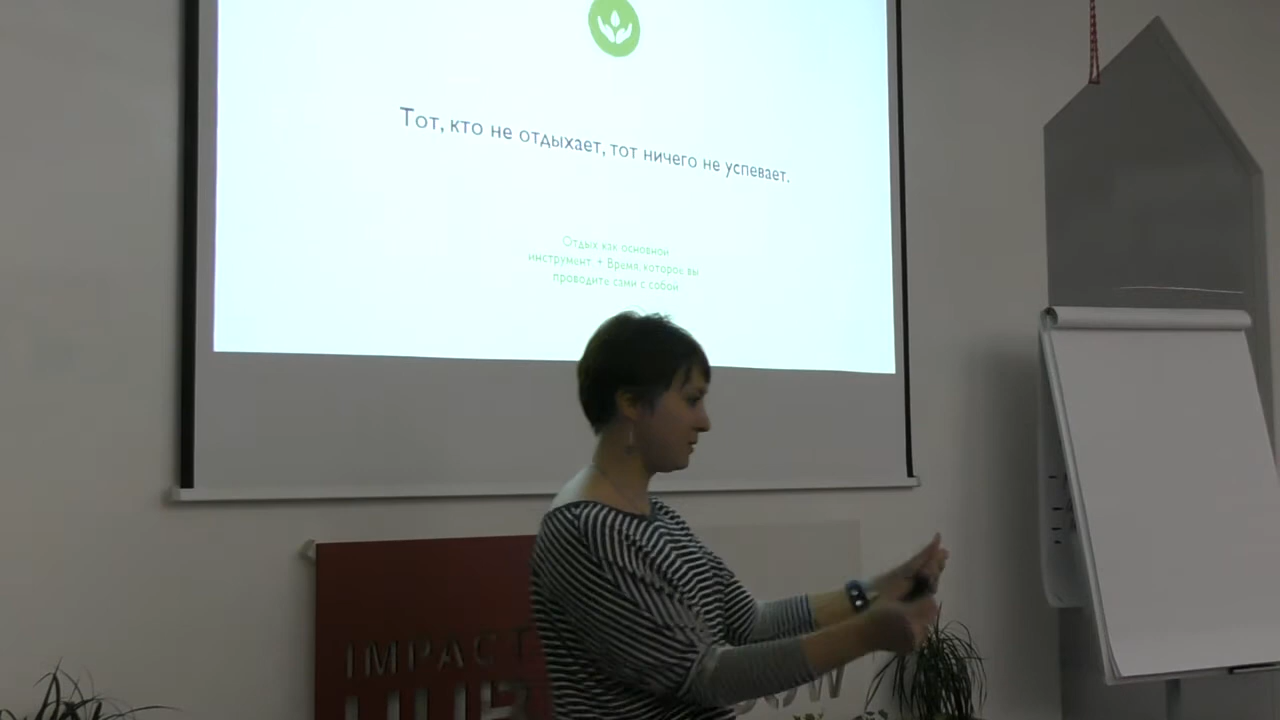 Тот, кто не отдыхает, тот ничего не успевает.
Отдых как основной
инструмент + Время, которое вы
проводите сами с собой
IMPACT
HUB